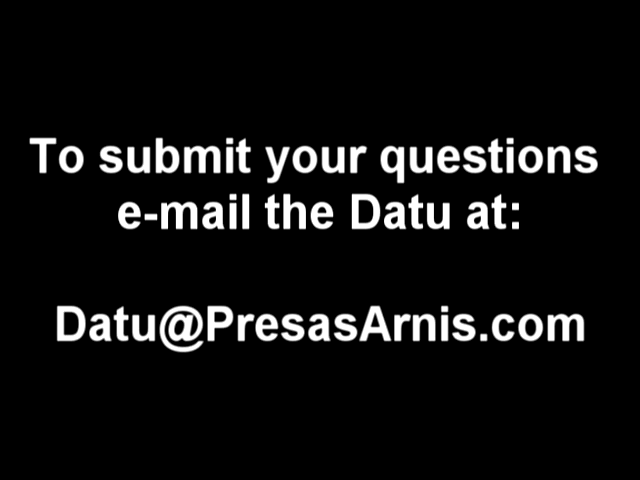 To submit your questions
e-mail the Datu at:
Datu@PresasArnis.com